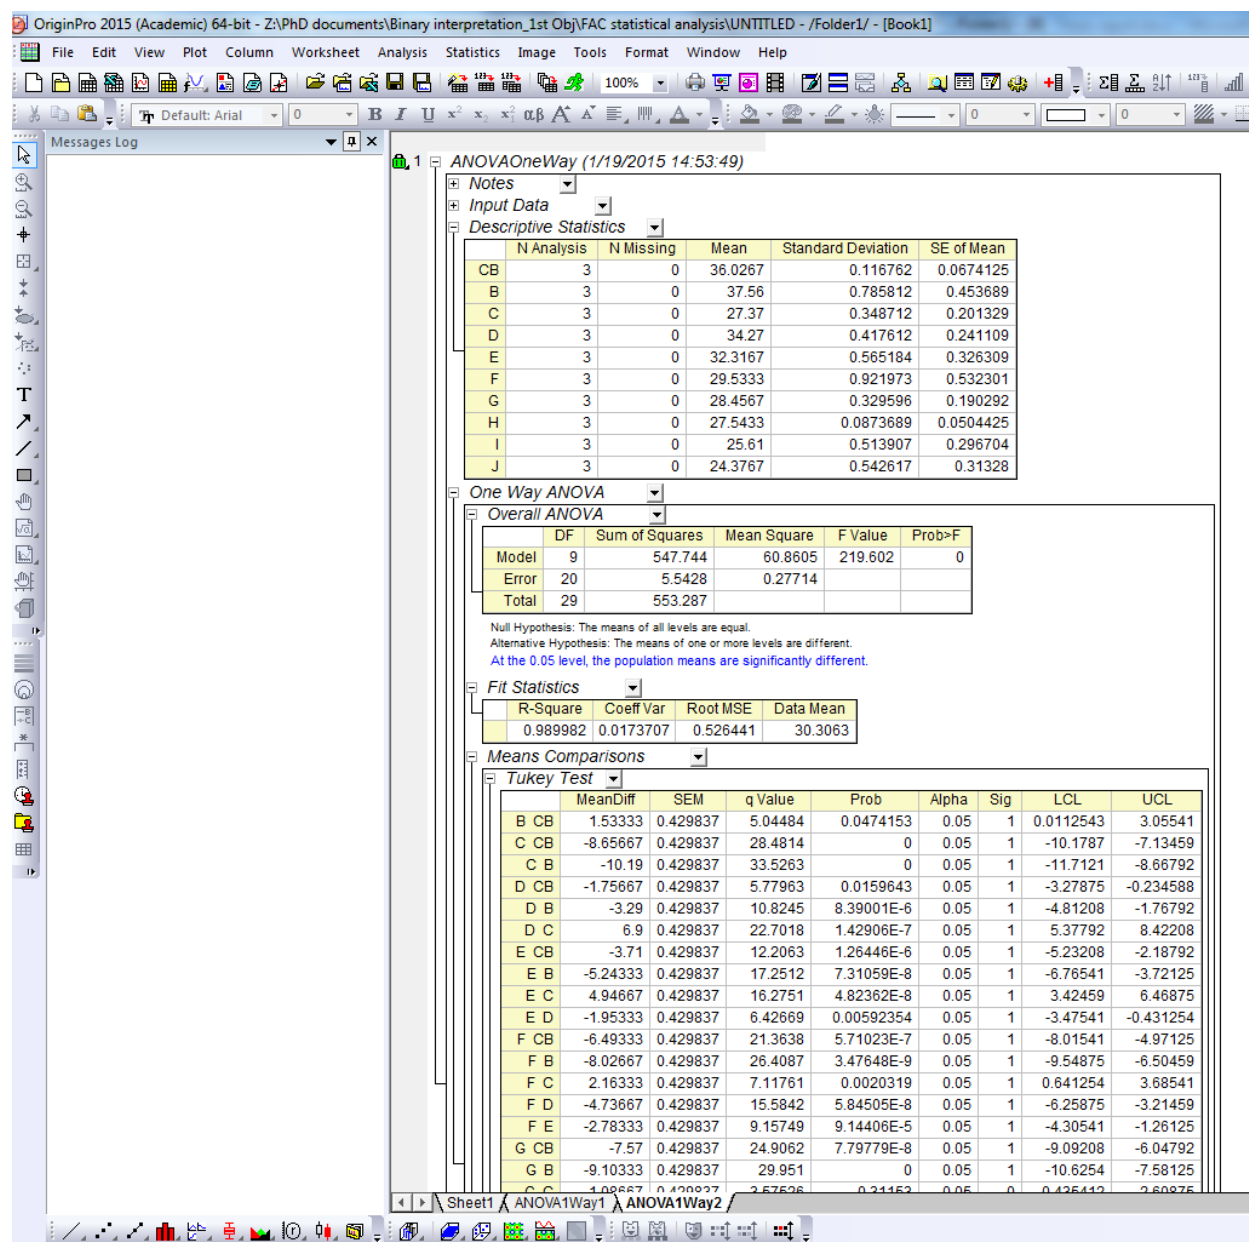 OriginPro 2015 (Academic) 64-bit - Z:\PhD documents\Binary interpretation_1st Obj\FAC statistical analysis\UNTITLED - /Folder1/ - [Book1]
File Edit View Plot Column Worksheet Analysis Statistics Image Tools Format Window Help
100%
Default: Arial 0 B I U x² x₂ αβ A A A 0 0
Messages Log
1 ANOVAOneWay (1/19/2015 14:53:49)
Notes
Input Data
Descriptive Statistics
N Analysis N Missing Mean Standard Deviation SE of Mean
CB 3 0 36.0267 0.116762 0.0674125
B 3 0 37.56 0.785812 0.453689
C 3 0 27.37 0.348712 0.201329
D 3 0 34.27 0.417612 0.241109
E 3 0 32.3167 0.565184 0.326309
F 3 0 29.5333 0.921973 0.532301
G 3 0 28.4567 0.329596 0.190292
H 3 0 27.5433 0.0873689 0.0504425
I 3 0 25.61 0.513907 0.296704
J 3 0 24.3767 0.542617 0.31328
One Way ANOVA
Overall ANOVA
DF Sum of Squares Mean Square F Value Prob>F
Model 9 547.744 60.8605 219.602 0
Error 20 5.5428 0.27714
Total 29 553.287
Null Hypothesis: The means of all levels are equal.
Alternative Hypothesis: The means of one or more levels are different.
At the 0.05 level, the population means are significantly different.
Fit Statistics
R-Square Coeff Var Root MSE Data Mean
0.989982 0.0173707 0.526441 30.3063
Means Comparisons
Tukey Test
MeanDiff SEM q Value Prob Alpha Sig LCL UCL
B CB 1.53333 0.429837 5.04484 0.0474153 0.05 1 0.0112543 3.05541
C CB -8.65667 0.429837 28.4814 0 0.05 1 -10.1787 -7.13459
C B -10.19 0.429837 33.5263 0 0.05 1 -11.7121 -8.66792
D CB -1.75667 0.429837 5.77963 0.0159643 0.05 1 -3.27875 -0.234588
D B -3.29 0.429837 10.8245 8.39001E-6 0.05 1 -4.81208 -1.76792
D C 6.9 0.429837 22.7018 1.42906E-7 0.05 1 5.37792 8.42208
E CB -3.71 0.429837 12.2063 1.26446E-6 0.05 1 -5.23208 -2.18792
E B -5.24333 0.429837 17.2512 7.31059E-8 0.05 1 -6.76541 -3.72125
E C 4.94667 0.429837 16.2751 4.82362E-8 0.05 1 3.42459 6.46875
E D -1.95333 0.429837 6.42669 0.00592354 0.05 1 -3.47541 -0.431254
F CB -6.49333 0.429837 21.3638 5.71023E-7 0.05 1 -8.01541 -4.97125
F B -8.02667 0.429837 26.4087 3.47648E-9 0.05 1 -9.54875 -6.50459
F C 2.16333 0.429837 7.11761 0.0020319 0.05 1 0.641254 3.68541
F D -4.73667 0.429837 15.5842 5.84505E-8 0.05 1 -6.25875 -3.21459
F E -2.78333 0.429837 9.15749 9.14406E-5 0.05 1 -4.30541 -1.26125
G CB -7.57 0.429837 24.9062 7.79779E-8 0.05 1 -9.09208 -6.04792
G B -9.10333 0.429837 29.951 0 0.05 1 -10.6254 -7.58125
G C 1.08667 0.429837 3.57526 0.31153 0.05 0 -0.435412 2.60875
Sheet1 ANOVA1Way1 ANOVA1Way2